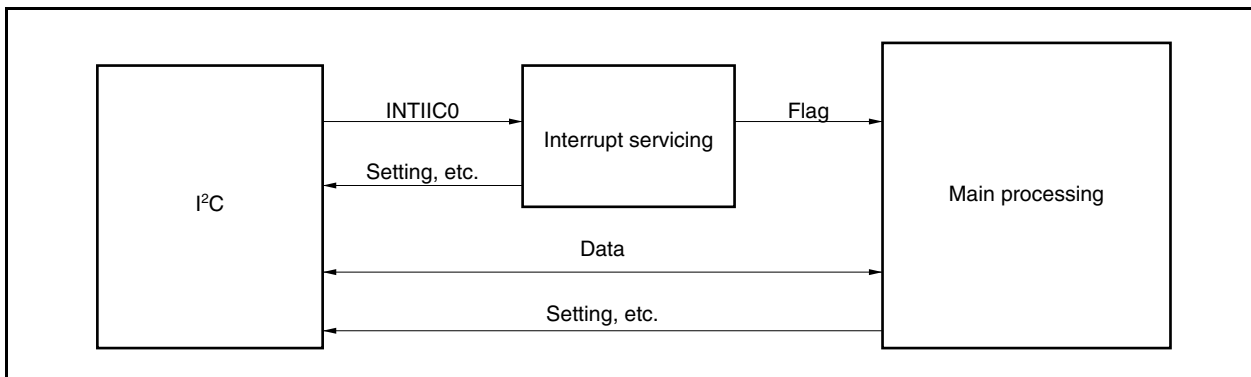 INTIIC0
Flag
Interrupt servicing
Setting, etc.
I²C
Main processing
Data
Setting, etc.